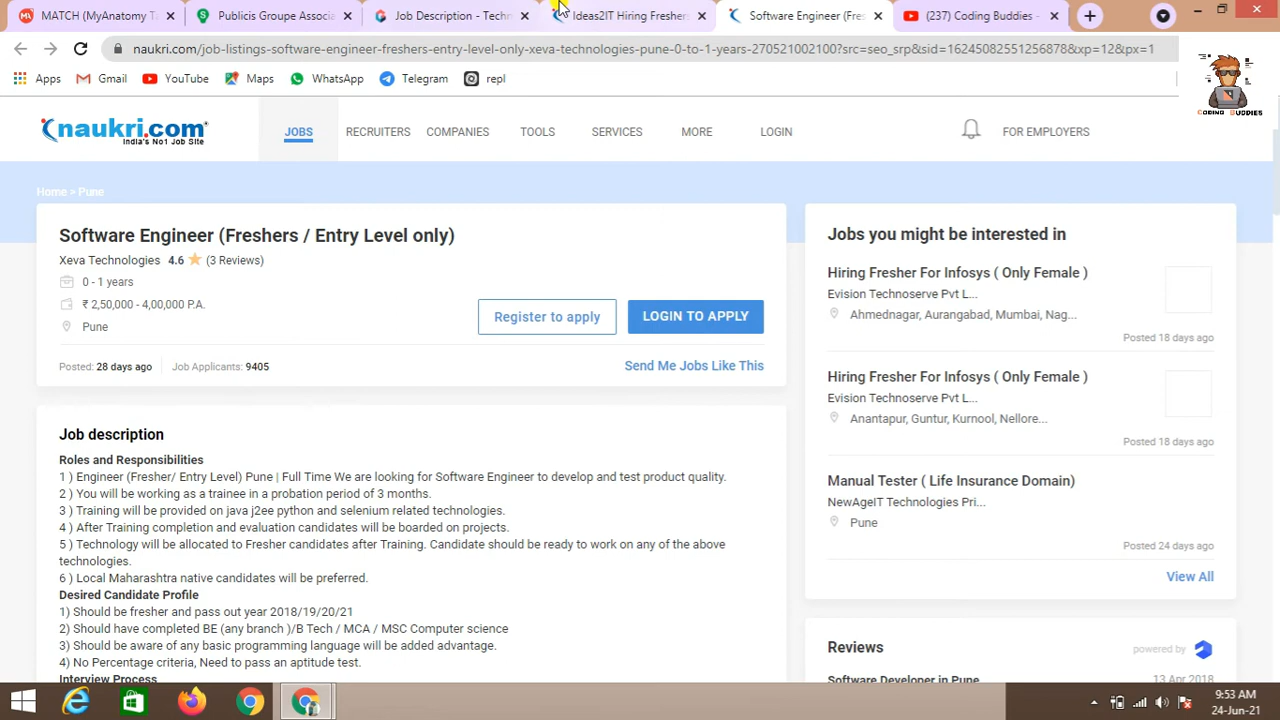 MATCH (MyAnatomy T
Publicis Groupe Associa
Job Description - Techn
Ideas2IT Hiring Freshers
Software Engineer (Fres
(237) Coding Buddies -
naukri.com/job-listings-software-engineer-freshers-entry-level-only-xeva-technologies-pune-0-to-1-years-270521002100?src=seo_srp&sid=16245082551256878&xp=12&px=1
Apps Gmail YouTube Maps WhatsApp Telegram repl
CODING BUDDIES
naukri.com
India's No1 Job Site
JOBS RECRUITERS COMPANIES TOOLS SERVICES MORE LOGIN FOR EMPLOYERS
Home > Pune
Software Engineer (Freshers / Entry Level only)
Xeva Technologies 4.6 (3 Reviews)
0 - 1 years
₹ 2,50,000 - 4,00,000 P.A.
Pune
Register to apply LOGIN TO APPLY
Posted: 28 days ago Job Applicants: 9405 Send Me Jobs Like This
Job description
Roles and Responsibilities
1 ) Engineer (Fresher/ Entry Level) Pune | Full Time We are looking for Software Engineer to develop and test product quality.
2 ) You will be working as a trainee in a probation period of 3 months.
3 ) Training will be provided on java j2ee python and selenium related technologies.
4 ) After Training completion and evaluation candidates will be boarded on projects.
5 ) Technology will be allocated to Fresher candidates after Training. Candidate should be ready to work on any of the above
technologies.
6 ) Local Maharashtra native candidates will be preferred.
Desired Candidate Profile
1) Should be fresher and pass out year 2018/19/20/21
2) Should have completed BE (any branch )/B Tech / MCA / MSC Computer science
3) Should be aware of any basic programming language will be added advantage.
4) No Percentage criteria, Need to pass an aptitude test.
Interview Process
Jobs you might be interested in
Hiring Fresher For Infosys ( Only Female )
Evision Technoserve Pvt L...
Ahmednagar, Aurangabad, Mumbai, Nag...
Posted 18 days ago
Hiring Fresher For Infosys ( Only Female )
Evision Technoserve Pvt L...
Anantapur, Guntur, Kurnool, Nellore...
Posted 18 days ago
Manual Tester ( Life Insurance Domain)
NewAgeIT Technologies Pri...
Pune
Posted 24 days ago
View All
Reviews powered by
Software Developer in Pune 13 Apr 2018
9:53 AM
24-Jun-21